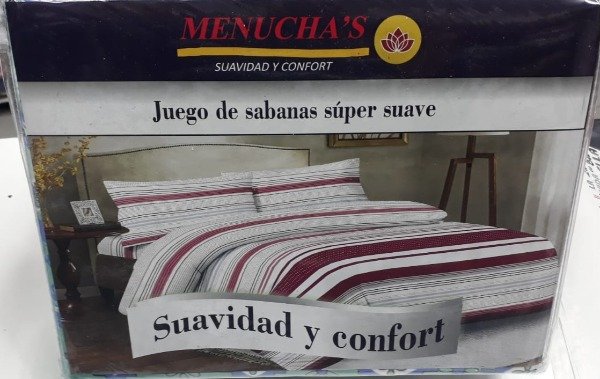 MENUCHA'S
SUAVIDAD Y CONFORT
Juego de sabanas súper suave
Suavidad y confort